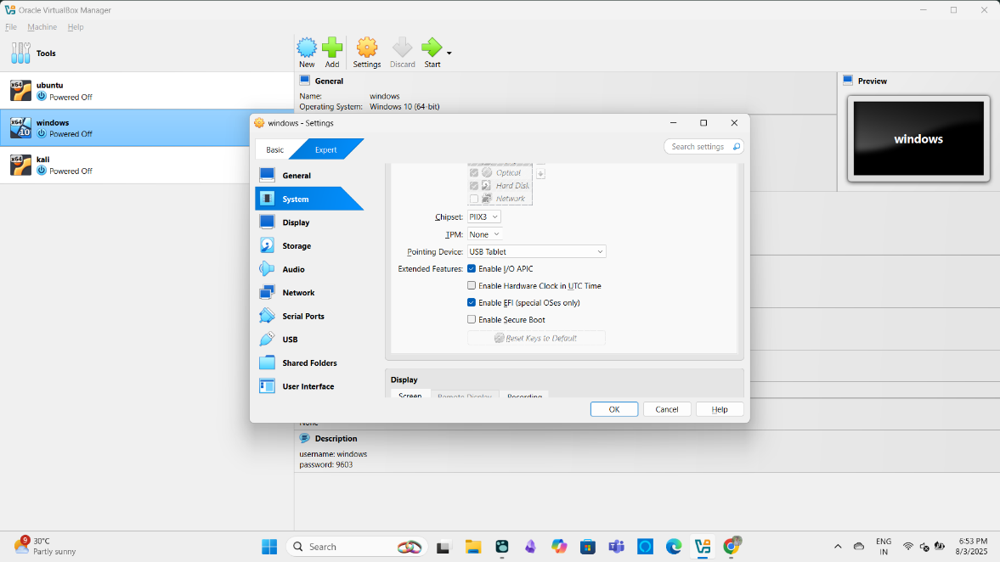 Oracle VirtualBox Manager
File Machine Help
Tools
New Add Settings Discard Start
x64
ubuntu
Powered Off
x64
10
windows
Powered Off
x64
kali
Powered Off
General
Name: windows
Operating System: Windows 10 (64-bit)
Preview
windows
windows - Settings
Basic Expert
Search settings
General
System
Display
Storage
Audio
Network
Serial Ports
USB
Shared Folders
User Interface
Optical
Hard Disk
Network
Chipset: PIIX3
TPM: None
Pointing Device: USB Tablet
Extended Features: Enable I/O APIC
Enable Hardware Clock in UTC Time
Enable EFI (special OSes only)
Enable Secure Boot
Reset Keys to Default
Display
Screen Remote Display Recording
OK Cancel Help
None
Description
username: windows
password: 9603
9
30°C
Partly sunny
Search
ENG
IN
6:53 PM
8/3/2025